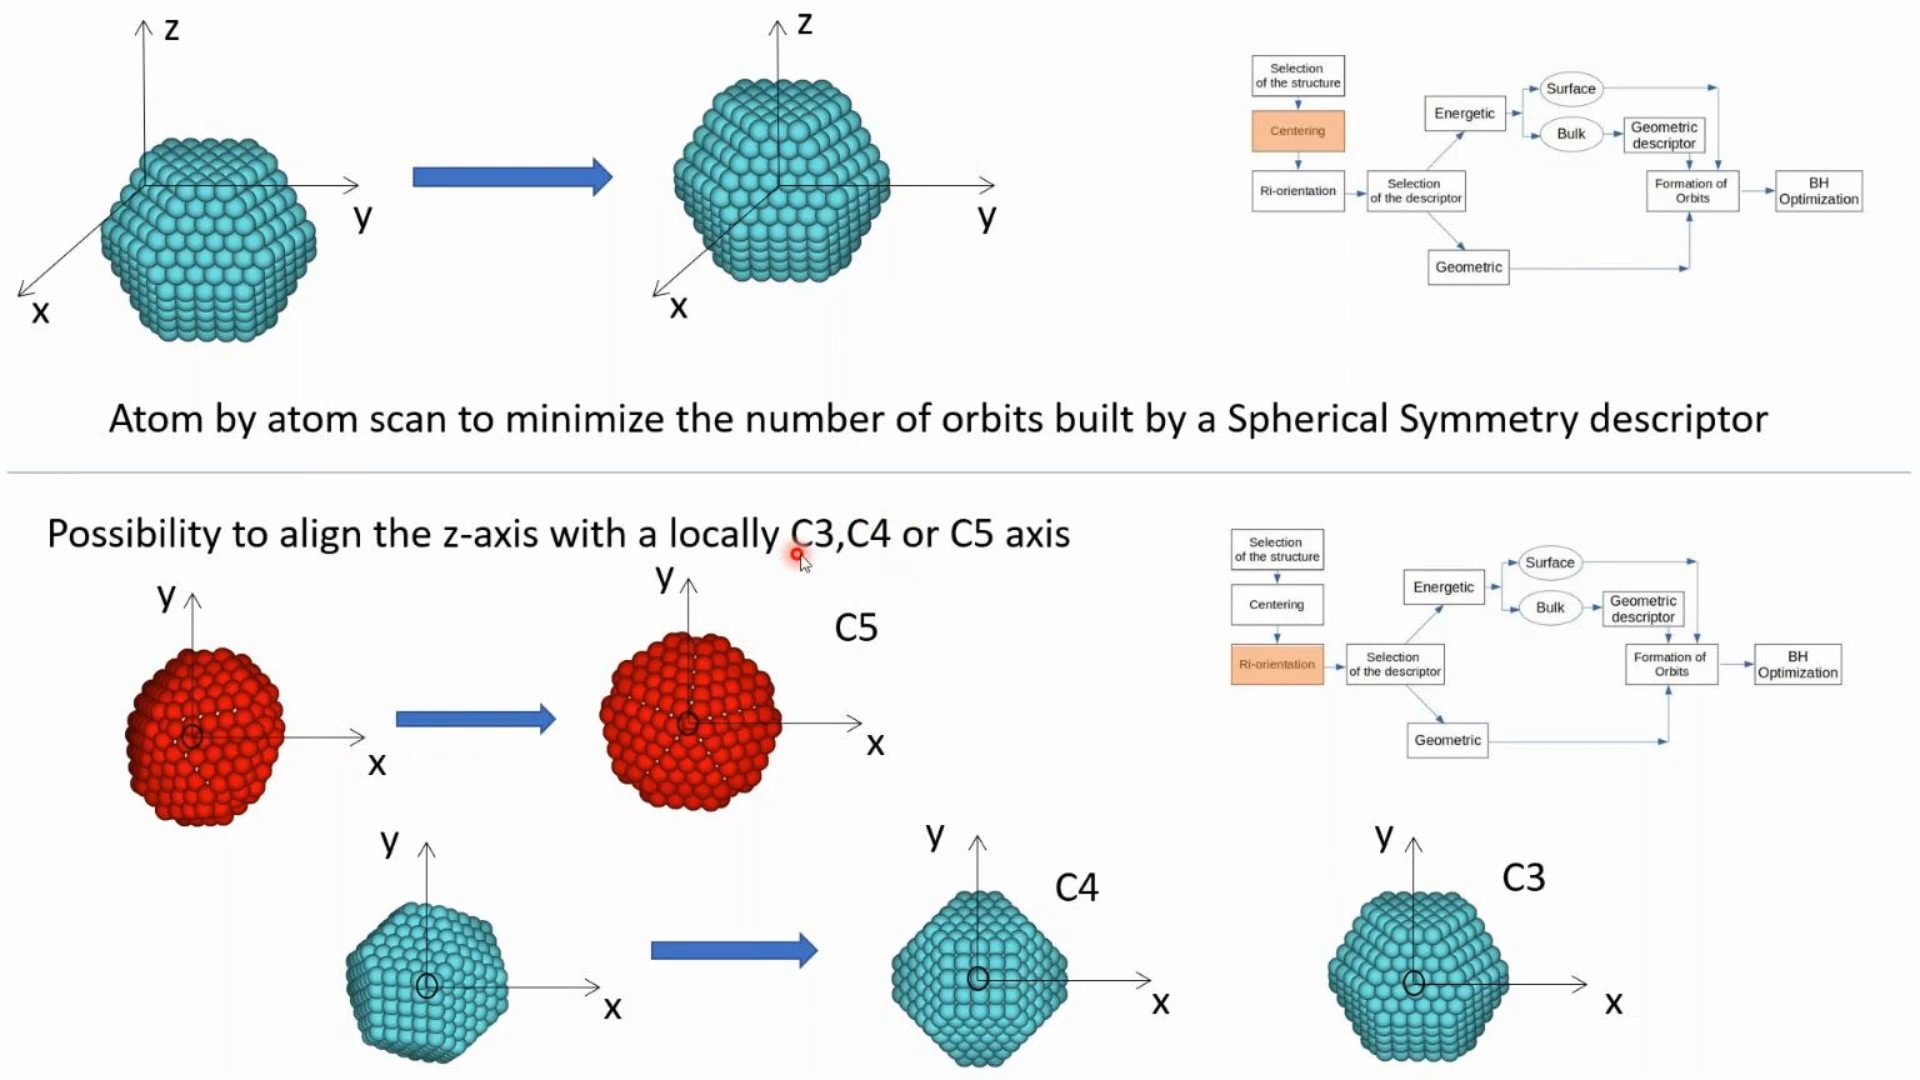 z
y
x
z
y
x
Selection
of the structure
Centering
Ri-orientation
Selection
of the descriptor
Energetic
Geometric
Surface
Bulk
Geometric
descriptor
Formation of
Orbits
BH
Optimization
Atom by atom scan to minimize the number of orbits built by a Spherical Symmetry descriptor
Possibility to align the z-axis with a locally C3,C4 or C5 axis
y
x
y
x
C5
Selection
of the structure
Centering
Ri-orientation
Selection
of the descriptor
Energetic
Geometric
Surface
Bulk
Geometric
descriptor
Formation of
Orbits
BH
Optimization
y
x
y
x
C4
y
x
C3